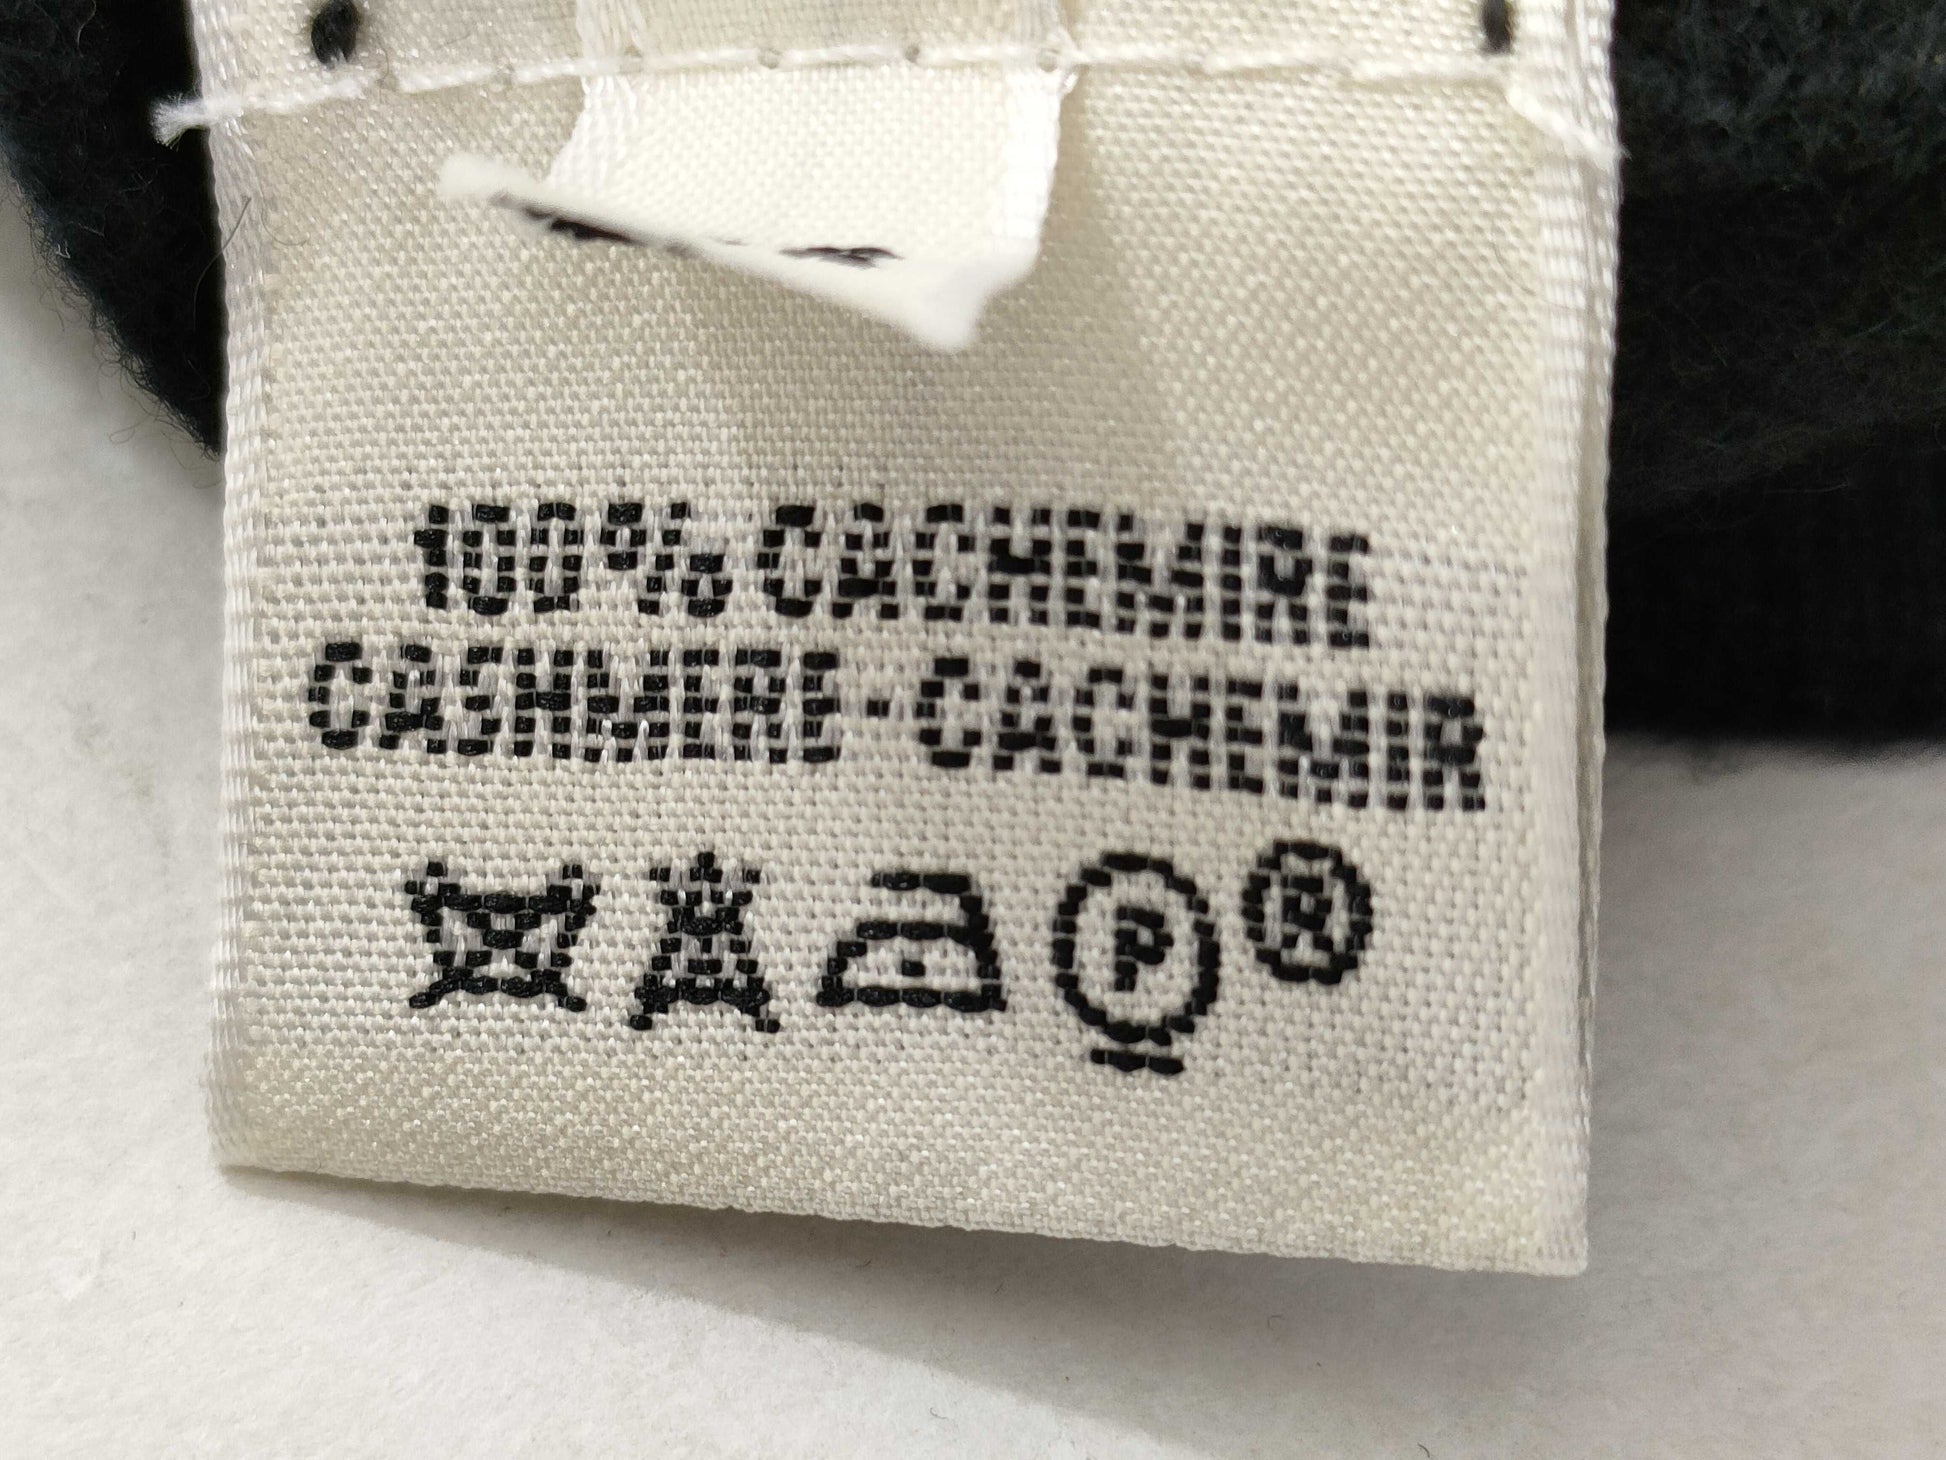 100% CACHEMIRE
CASHMERE - CACHEMIR
P ®